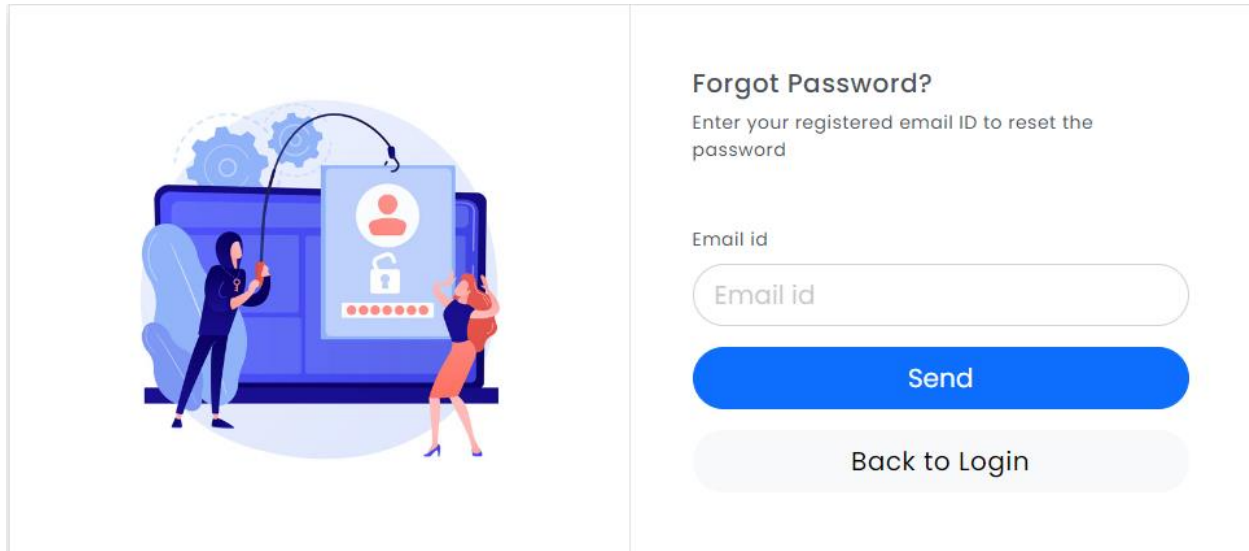 Forgot Password?
Enter your registered email ID to reset the
password
Email id
Email id
Send
Back to Login